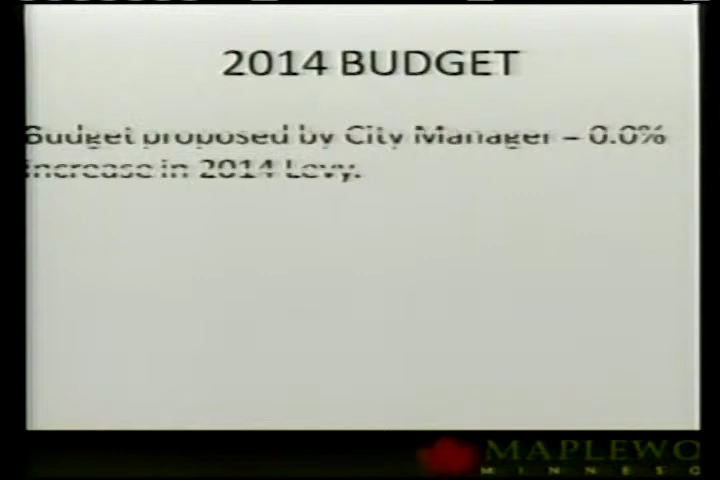 2014 BUDGET
Budget proposed by City Manager – 0.0%
increase in 2014 Levy.
MAPLEWO
MINNESO